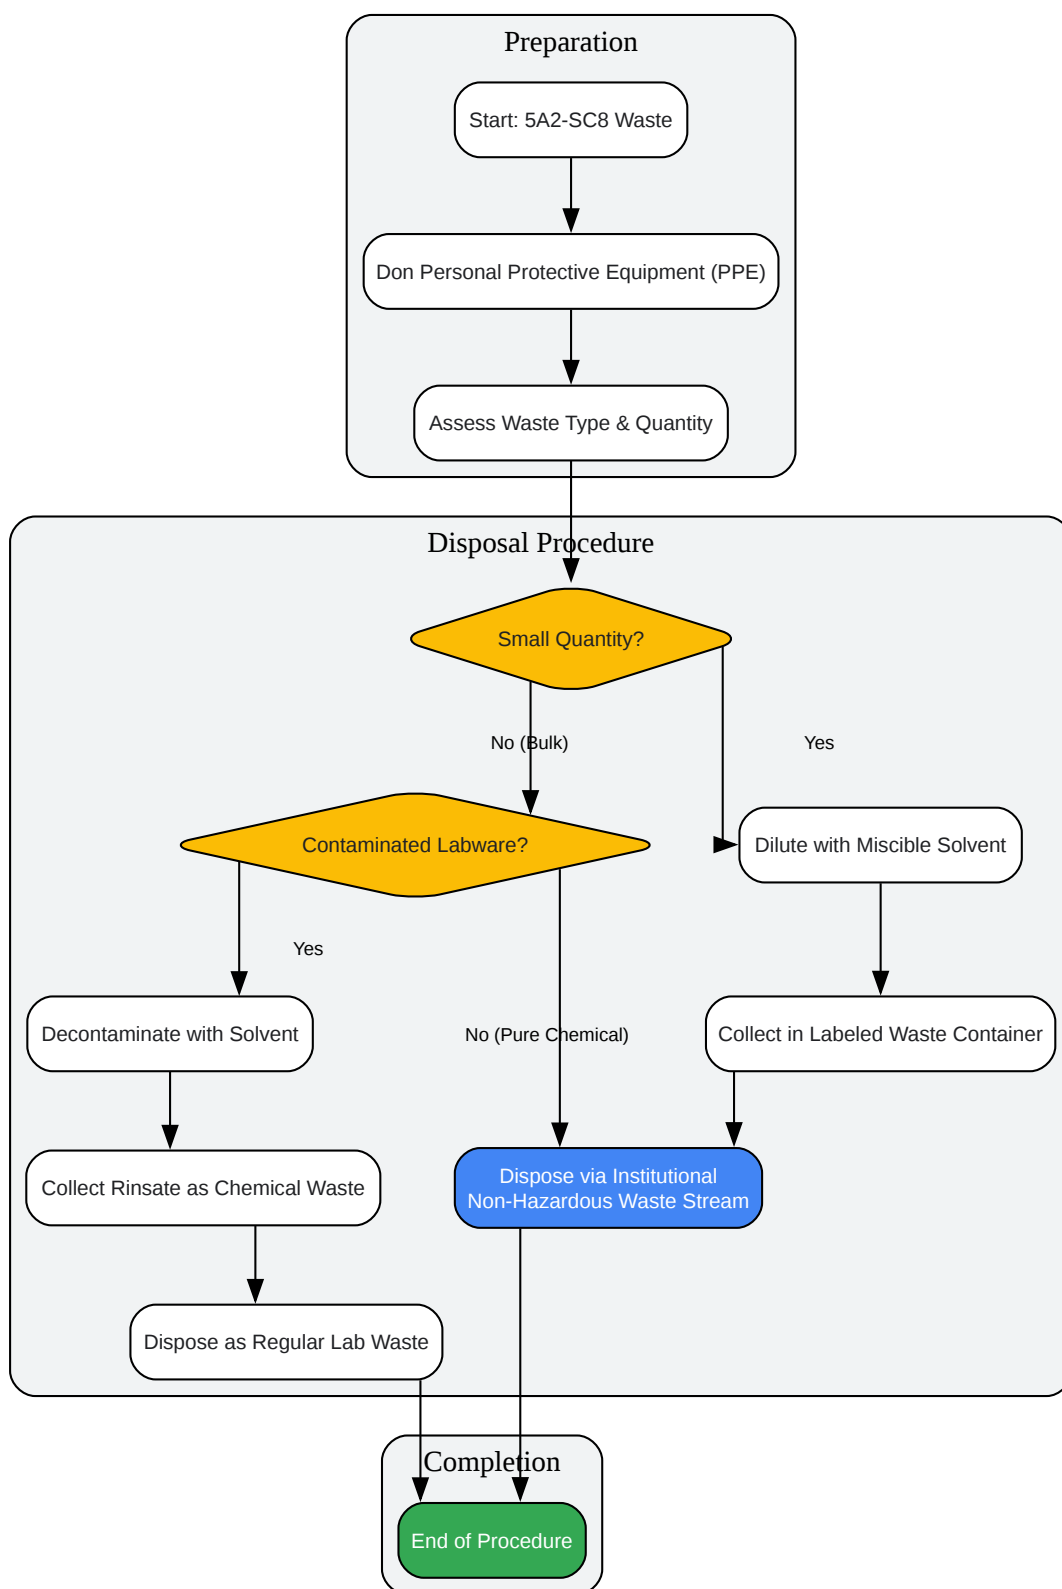 Preparation
Start: 5A2-SC8 Waste
Don Personal Protective Equipment (PPE)
Assess Waste Type & Quantity
Disposal Procedure
Small Quantity?
No (Bulk)
Yes
Contaminated Labware?
Dilute with Miscible Solvent
Yes
Decontaminate with Solvent
No (Pure Chemical)
Collect in Labeled Waste Container
Collect Rinsate as Chemical Waste
Dispose via Institutional
Non-Hazardous Waste Stream
Dispose as Regular Lab Waste
Completion
End of Procedure